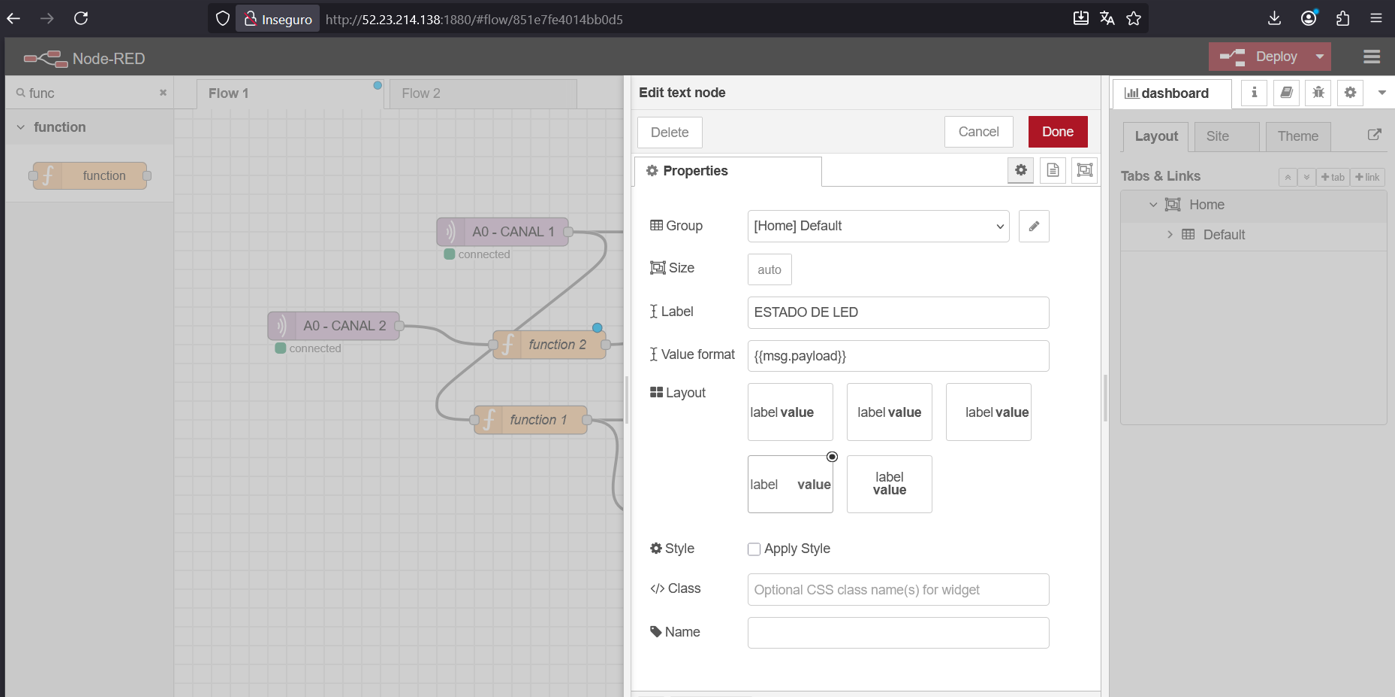 Inseguro http://52.23.214.138:1880/#flow/851e7fe4014bb0d5
Node-RED
Deploy
func
function
function
Flow 1
Flow 2
A0 - CANAL 1
connected
A0 - CANAL 2
connected
function 2
function 1
Edit text node
Delete
Cancel
Done
Properties
Group
[Home] Default
Size
auto
Label
ESTADO DE LED
Value format
{{msg.payload}}
Layout
label value
label value
label value
label value
label
value
Style
Apply Style
Class
Optional CSS class name(s) for widget
Name
dashboard
Layout
Site
Theme
Tabs & Links
tab
link
Home
Default